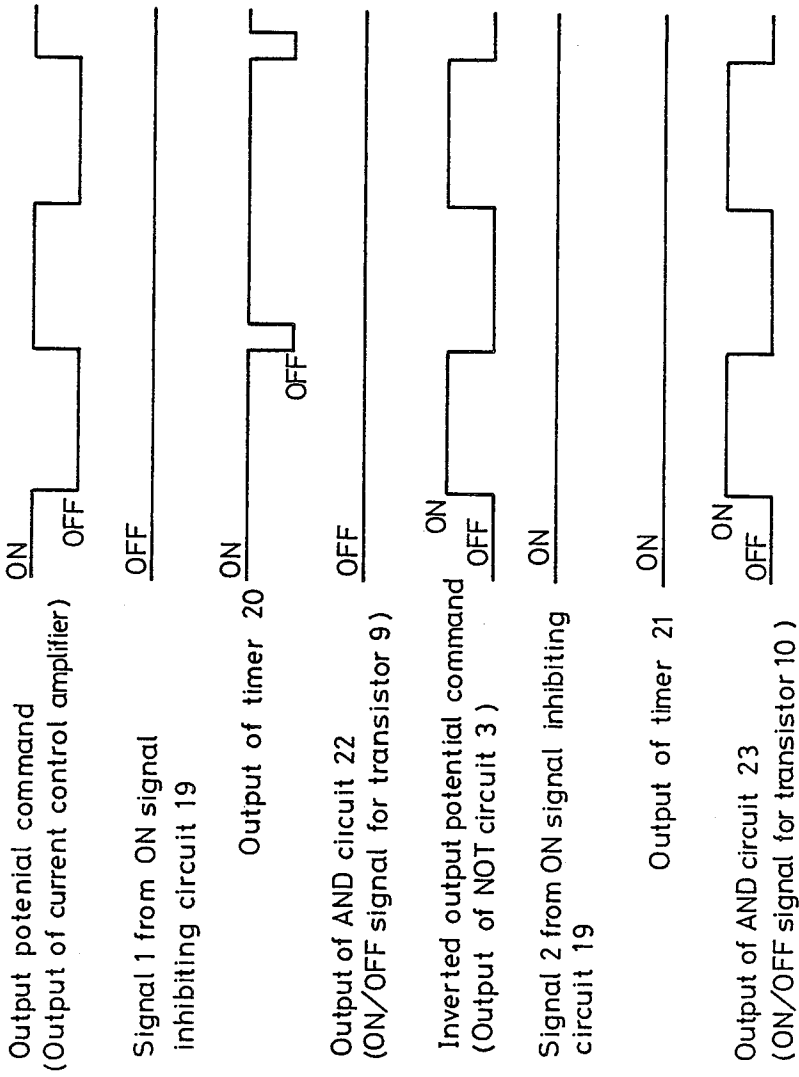 Output potenial command
(Output of current control amplifier)
ON
OFF
Signal 1 from ON signal
inhibiting circuit 19
OFF
Output of timer 20
ON
OFF
Output of AND circuit 22
(ON/OFF signal for transistor 9)
OFF
Inverted output potential command
(Output of NOT circuit 3)
ON
OFF
Signal 2 from ON signal inhibiting
circuit 19
ON
Output of timer 21
ON
Output of AND circuit 23
(ON/OFF signal for transistor 10)
ON
OFF